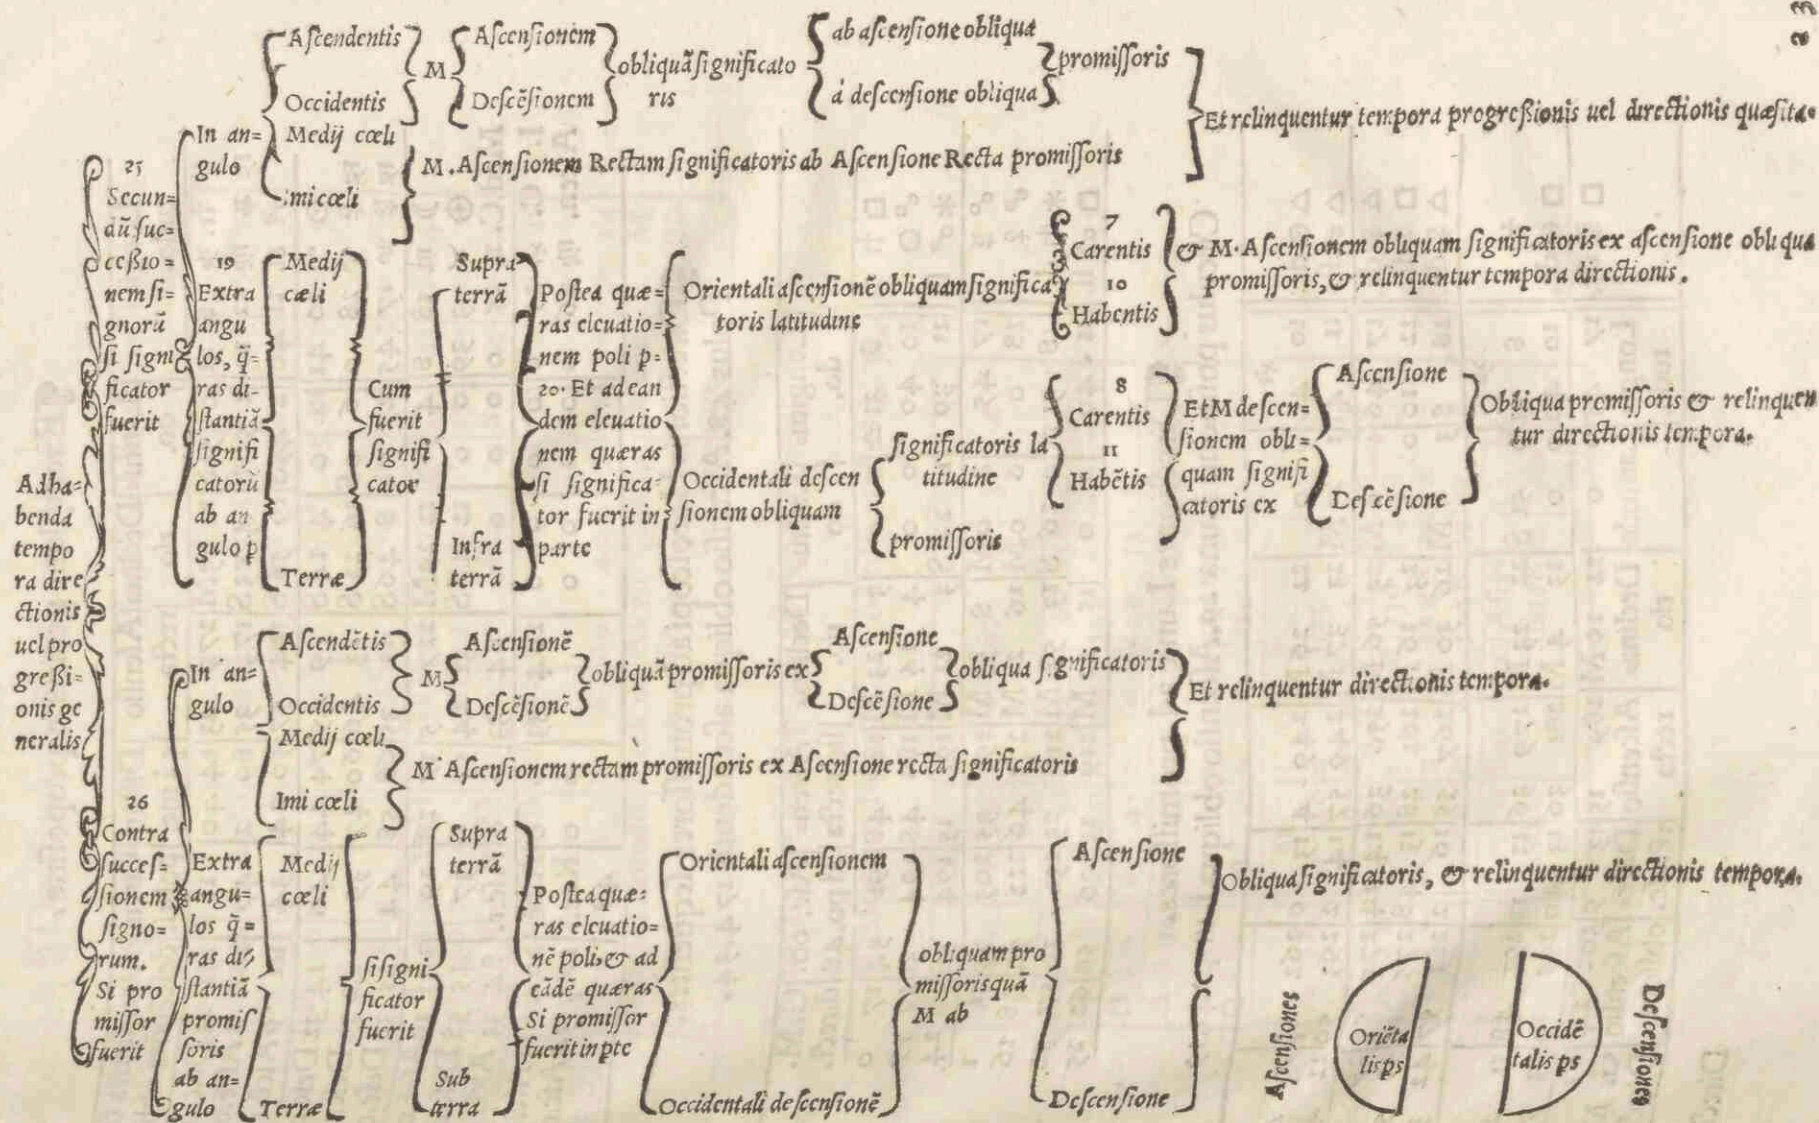 a 3
Ad ha=
benda
tempo
ra dire
ctionis
uel pro
greßi=
onis ge
neralis
25
Secun=
dũ suc=
ceßio=
nem si=
gnorũ
si signi
ficator
fuerit
In an=
gulo
Ascendentis
Occidentis
Medij cœli
Imi cœli
M
Ascensionem
Descẽsionem
obliquã significato
ris
ab ascensione obliqua
á descensione obliqua
promissoris
M. Ascensionem Rectam significatoris ab Ascensione Recta promissoris
Et relinquentur tempora progreßionis uel directionis quæsita.
19
Extra
angu
los, q̃=
ras di-
stantiã
signifi
catorũ
ab an
gulo p
Medij
cæli
Terræ
Cum
fuerit
signifi
cator
Supra
terrã
Infra
terrã
Postea quæ=
ras eleuatio=
nem poli p=
20. Et ad ean
dem eleuatio
nem quæras
si significa=
tor fuerit in
parte
Orientali ascensionẽ obliquam significa
toris latitudine
7
Carentis
10
Habentis
& M. Ascensionem obliquam significatoris ex ascensione obliqua
promissoris, & relinquentur tempora directionis.
Occidentali descen
sionem obliquam
significatoris la
titudine
promissoris
8
Carentis
11
Habẽtis
Et M descen=
sionem obli=
quam signifi
catoris ex
Ascensione
Descẽsione
Obliqua promissoris & relinquen
tur directionis tempora.
26
Contra
succes=
sionem
signo=
rum.
Si pro
missor
fuerit
In an=
gulo
Ascendẽtis
Occidentis
Medij cœli
Imi cœli
M
Ascensionẽ
Descẽsionẽ
obliquã promissoris ex
Ascensione
Descẽsione
obliqua significatoris
M Ascensionem rectam promissoris ex Ascensione recta significatoris
Et relinquentur directionis tempora.
Extra
angu=
los q̃=
ras di=
stantiã
promis
soris
ab an=
gulo
Medij
cœli
Terræ
si signi
ficator
fuerit
Supra
terrã
Sub
terra
Postea quæ=
ras eleuatio=
nẽ poli, & ad
eãdẽ quæras
Si promissor
fuerit in pte
Orientali ascensionem
Occidentali descensionẽ
obliquam pro
missoris quã
M ab
Ascensione
Descensione
Obliqua significatoris, & relinquentur directionis tempora.
Ascensiones
Oriẽta
lis ps
Occidẽ
talis ps
Descensiones